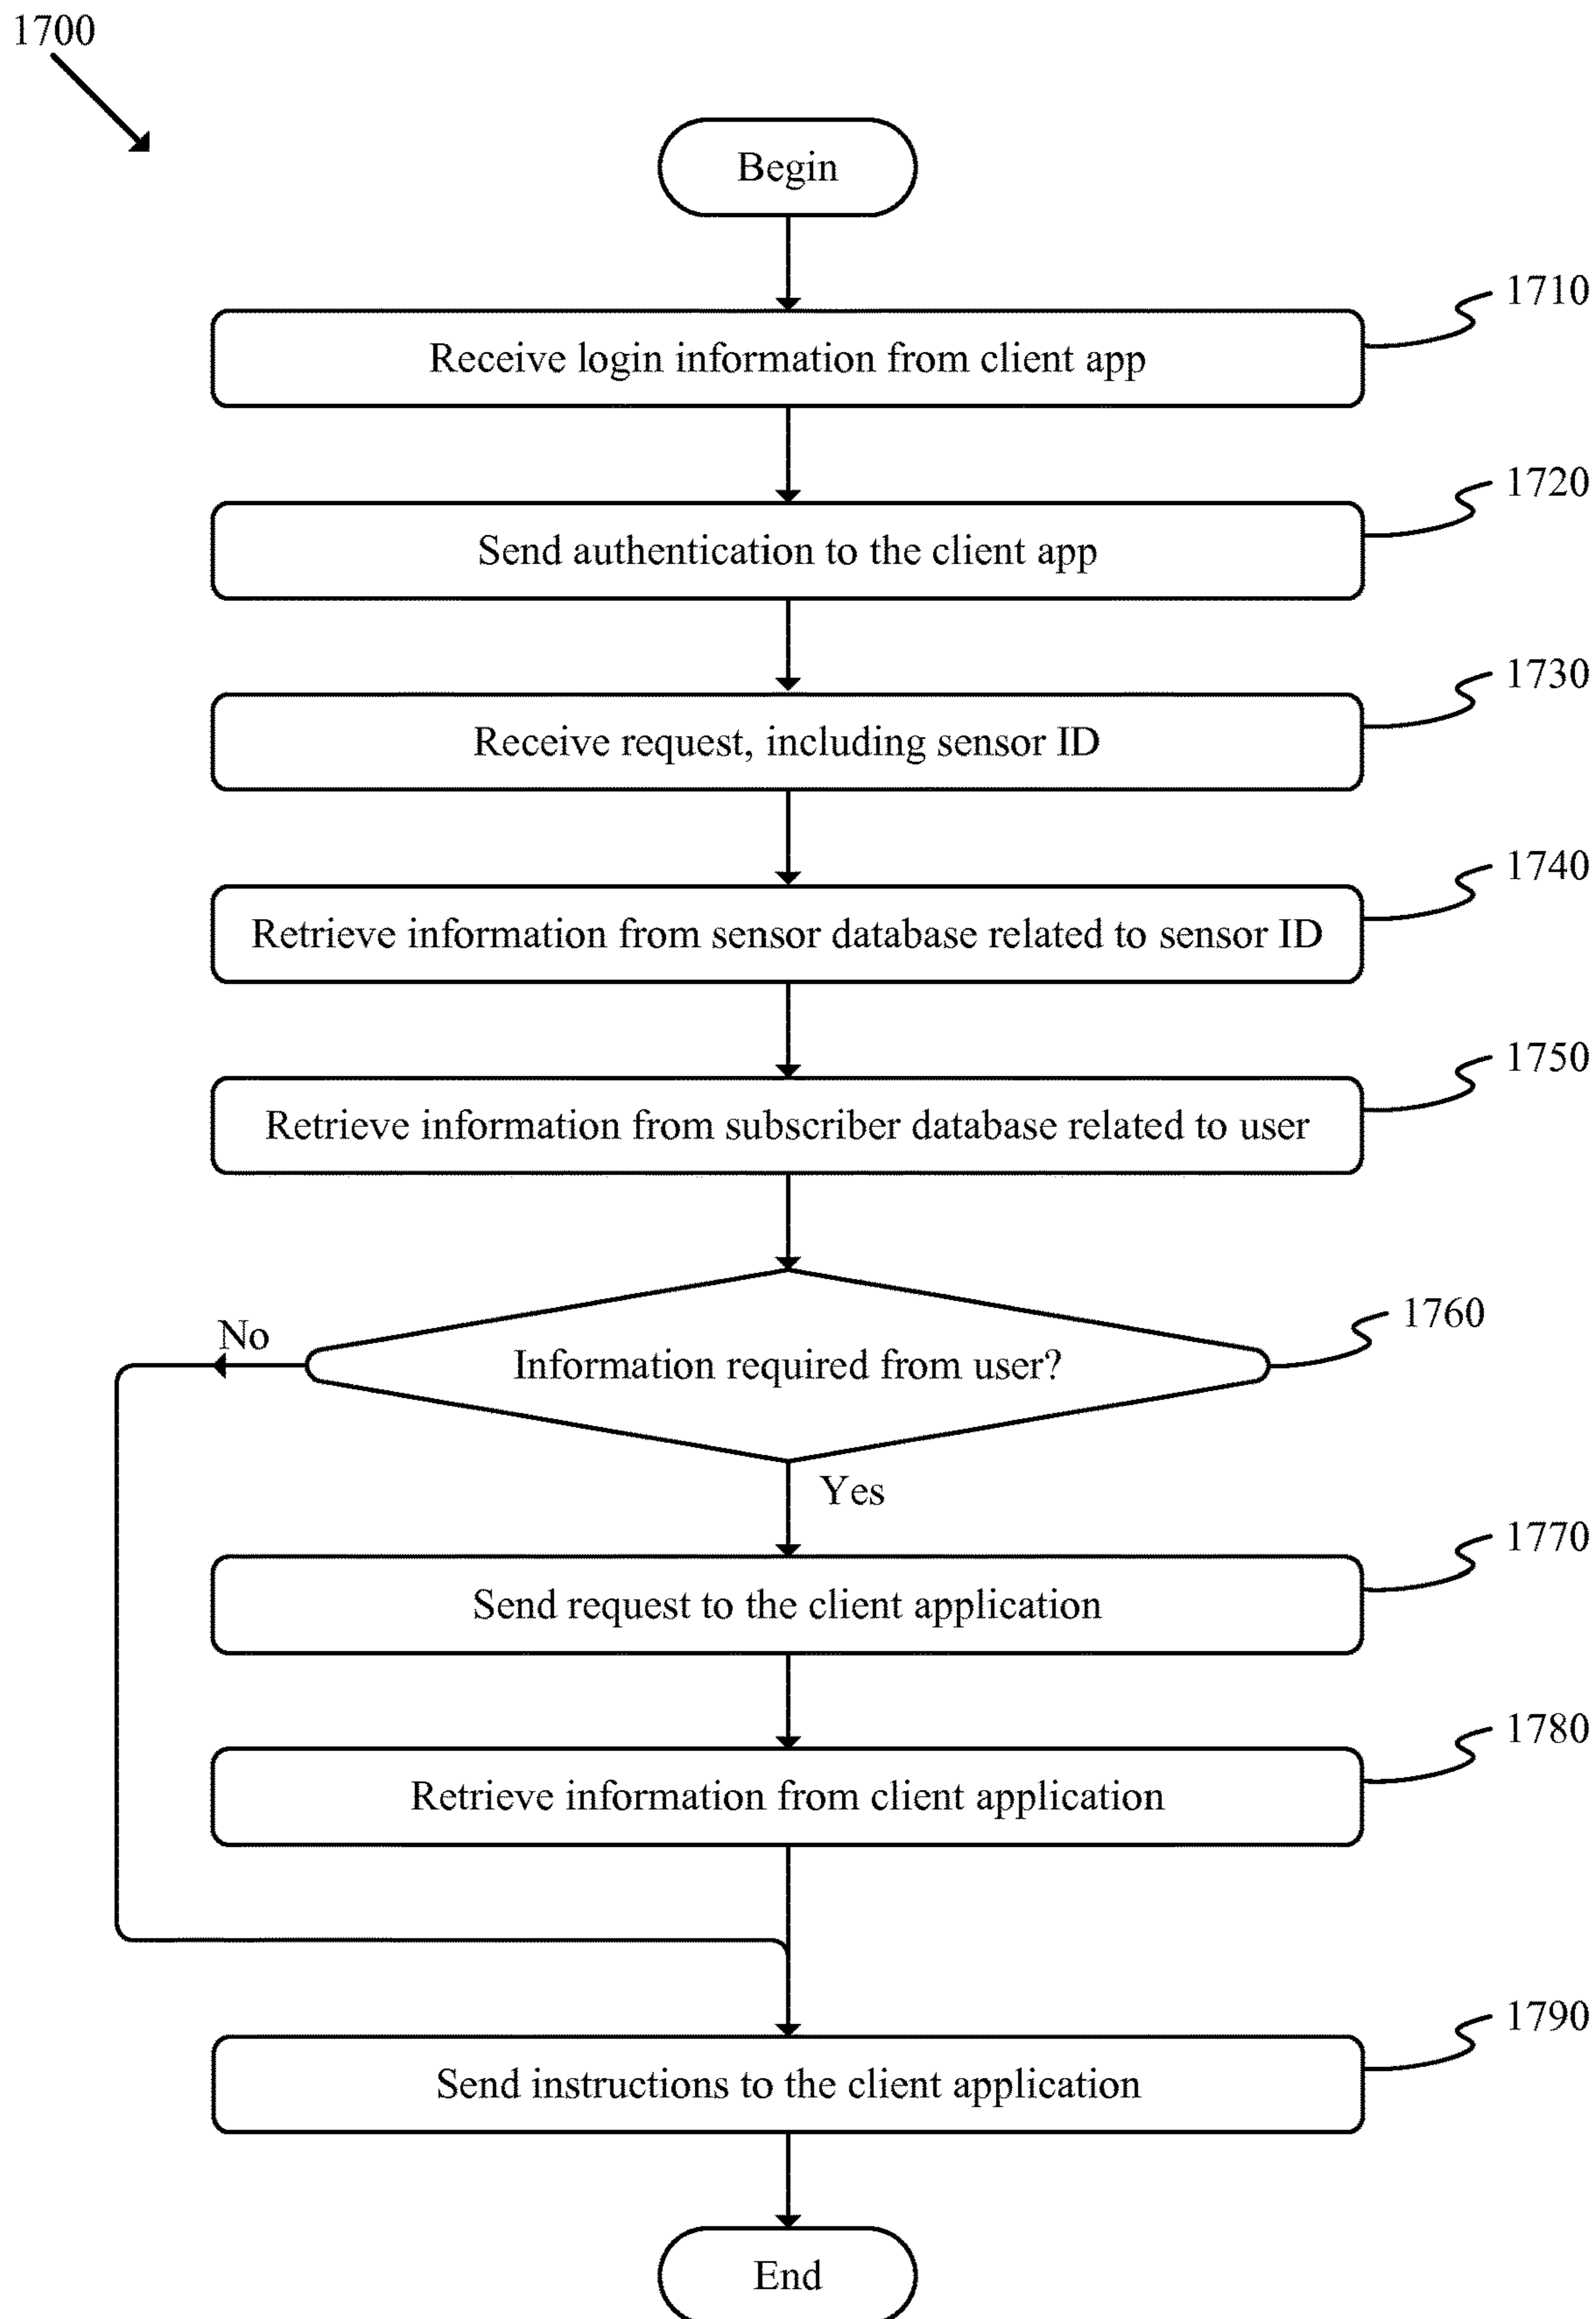 1700
Begin
1710
Receive login information from client app
1720
Send authentication to the client app
1730
Receive request, including sensor ID
1740
Retrieve information from sensor database related to sensor ID
1750
Retrieve information from subscriber database related to user
1760
No
Information required from user?
Yes
1770
Send request to the client application
1780
Retrieve information from client application
1790
Send instructions to the client application
End